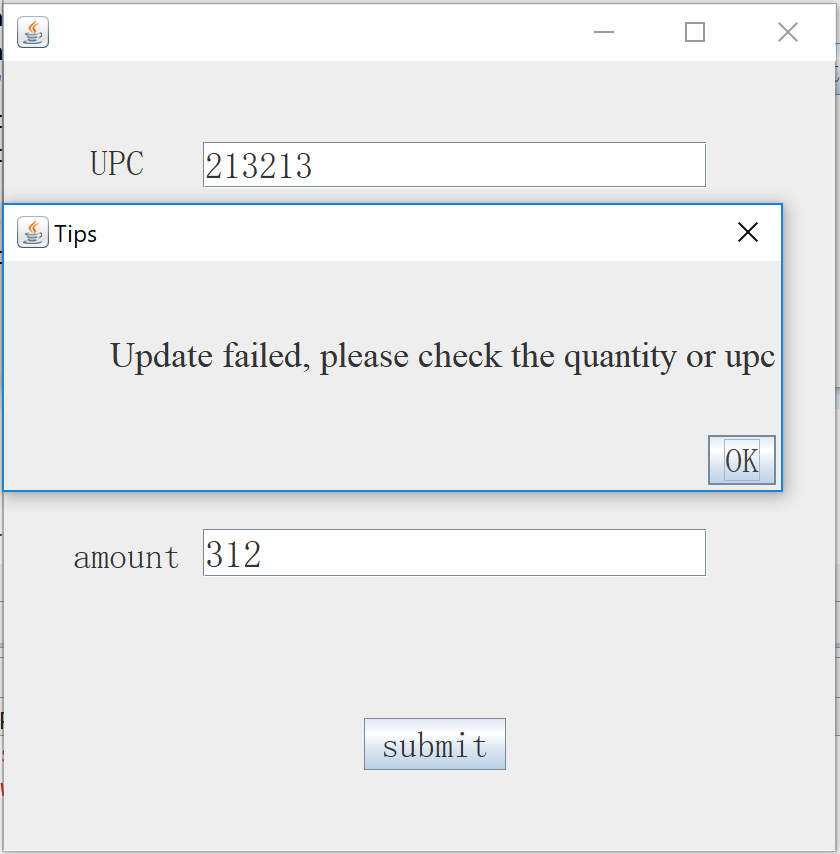 UPC
213213
Tips
Update failed, please check the quantity or upc
OK
amount
312
submit